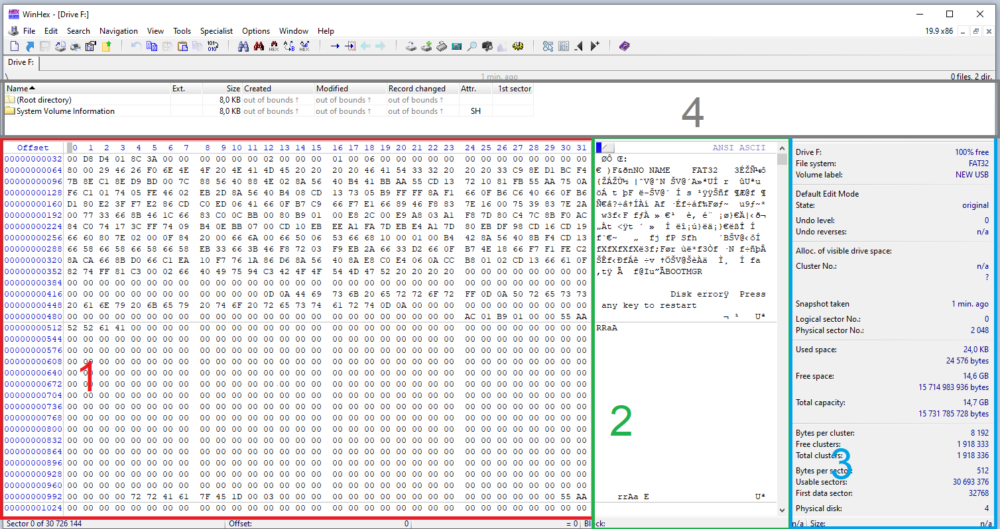 WinHex - [Drive F:]
File Edit Search Navigation View Tools Specialist Options Window Help 19.9 x86
Drive F:
\ 1 min. ago 0 files, 2 dir.
Name Ext. Size Created Modified Record changed Attr. 1st sector
(Root directory) 8,0 KB out of bounds ↑ out of bounds ↑ out of bounds ↑
System Volume Information 8,0 KB out of bounds ↑ out of bounds ↑ out of bounds ↑ SH
4
Offset 0 1 2 3 4 5 6 7 8 9 10 11 12 13 14 15 16 17 18 19 20 21 22 23 24 25 26 27 28 29 30 31
00000000032 00 D8 D4 01 8C 3A 00 00 00 00 00 00 02 00 00 00 01 00 06 00 00 00 00 00 00 00 00 00 00 00 00 00
00000000064 80 00 29 46 26 F0 6E 4E 4F 20 4E 41 4D 45 20 20 20 20 46 41 54 33 32 20 20 20 33 C9 8E D1 BC F4
00000000096 7B 8E C1 8E D9 BD 00 7C 88 56 40 88 4E 02 8A 56 40 B4 41 BB AA 55 CD 13 72 10 81 FB 55 AA 75 0A
00000000128 F6 C1 01 74 05 FE 46 02 EB 2D 8A 56 40 B4 08 CD 13 73 05 B9 FF FF 8A F1 66 0F B6 C6 40 66 0F B6
00000000160 D1 80 E2 3F F7 E2 86 CD C0 ED 06 41 66 0F B7 C9 66 F7 E1 66 89 46 F8 83 7E 16 00 75 39 83 7E 2A
00000000192 00 77 33 66 8B 46 1C 66 83 C0 0C BB 00 80 B9 01 00 E8 2C 00 E9 A8 03 A1 F8 7D 80 C4 7C 8B F0 AC
00000000224 84 C0 74 17 3C FF 74 09 B4 0E BB 07 00 CD 10 EB EE A1 FA 7D EB E4 A1 7D 80 EB DF 98 CD 16 CD 19
00000000256 66 60 80 7E 02 00 0F 84 20 00 66 6A 00 66 50 06 53 66 68 10 00 01 00 B4 42 8A 56 40 8B F4 CD 13
00000000288 66 58 66 58 66 58 66 58 EB 33 66 3B 46 F8 72 03 F9 EB 2A 66 33 D2 66 0F B7 4E 18 66 F7 F1 FE C2
00000000320 8A CA 66 8B D0 66 C1 EA 10 F7 76 1A 86 D6 8A 56 40 8A E8 C0 E4 06 0A CC B8 01 02 CD 13 66 61 0F
00000000352 82 74 FF 81 C3 00 02 66 40 49 75 94 C3 42 4F 4F 54 4D 47 52 20 20 20 20 00 00 00 00 00 00 00 00
00000000384 00 00 00 00 00 00 00 00 00 00 00 00 00 00 00 00 00 00 00 00 00 00 00 00 00 00 00 00 00 00 00 00
00000000416 00 00 00 00 00 00 00 00 00 00 00 00 0D 0A 44 69 73 6B 20 65 72 72 6F 72 FF 0D 0A 50 72 65 73 73
00000000448 20 61 6E 79 20 6B 65 79 20 74 6F 20 72 65 73 74 61 72 74 0D 0A 00 00 00 00 00 00 00 00 00 00 00
00000000480 00 00 00 00 00 00 00 00 00 00 00 00 00 00 00 00 00 00 00 00 00 00 00 00 AC 01 B9 01 00 00 55 AA
00000000512 52 52 61 41 00 00 00 00 00 00 00 00 00 00 00 00 00 00 00 00 00 00 00 00 00 00 00 00 00 00 00 00
00000000544 00 00 00 00 00 00 00 00 00 00 00 00 00 00 00 00 00 00 00 00 00 00 00 00 00 00 00 00 00 00 00 00
00000000576 00 00 00 00 00 00 00 00 00 00 00 00 00 00 00 00 00 00 00 00 00 00 00 00 00 00 00 00 00 00 00 00
00000000608 00 00 00 00 00 00 00 00 00 00 00 00 00 00 00 00 00 00 00 00 00 00 00 00 00 00 00 00 00 00 00 00
00000000640 00 00 00 00 00 00 00 00 00 00 00 00 00 00 00 00 00 00 00 00 00 00 00 00 00 00 00 00 00 00 00 00
00000000672 00 00 00 00 00 00 00 00 00 00 00 00 00 00 00 00 00 00 00 00 00 00 00 00 00 00 00 00 00 00 00 00
00000000704 00 00 00 00 00 00 00 00 00 00 00 00 00 00 00 00 00 00 00 00 00 00 00 00 00 00 00 00 00 00 00 00
00000000736 00 00 00 00 00 00 00 00 00 00 00 00 00 00 00 00 00 00 00 00 00 00 00 00 00 00 00 00 00 00 00 00
00000000768 00 00 00 00 00 00 00 00 00 00 00 00 00 00 00 00 00 00 00 00 00 00 00 00 00 00 00 00 00 00 00 00
00000000800 00 00 00 00 00 00 00 00 00 00 00 00 00 00 00 00 00 00 00 00 00 00 00 00 00 00 00 00 00 00 00 00
00000000832 00 00 00 00 00 00 00 00 00 00 00 00 00 00 00 00 00 00 00 00 00 00 00 00 00 00 00 00 00 00 00 00
00000000864 00 00 00 00 00 00 00 00 00 00 00 00 00 00 00 00 00 00 00 00 00 00 00 00 00 00 00 00 00 00 00 00
00000000896 00 00 00 00 00 00 00 00 00 00 00 00 00 00 00 00 00 00 00 00 00 00 00 00 00 00 00 00 00 00 00 00
00000000928 00 00 00 00 00 00 00 00 00 00 00 00 00 00 00 00 00 00 00 00 00 00 00 00 00 00 00 00 00 00 00 00
00000000960 00 00 00 00 00 00 00 00 00 00 00 00 00 00 00 00 00 00 00 00 00 00 00 00 00 00 00 00 00 00 00 00
00000000992 00 00 00 00 72 72 41 61 7F 45 1D 00 03 00 00 00 00 00 00 00 00 00 00 00 00 00 00 00 00 00 55 AA
00000001024 00 00 00 00 00 00 00 00 00 00 00 00 00 00 00 00 00 00 00 00 00 00 00 00 00 00 00 00 00 00 00 00
1
ANSI ASCII
ØÔ Œ:
€ )F&ðnNO NAME    FAT32   3ÉŽÑ¼ô
{ŽÁŽÙ½ |ˆV@ˆN ŠV@´A»ªUÍ r ûUªu
öÁ t þF ë-ŠV@´ Í s ¹ÿÿŠñf ¶Æ@f ¶
Ñ€â?÷â†ÍÀí Af ·Éf÷áf‰Føƒ~ u9ƒ~*
w3f‹F fƒÀ » €¹ è, é¨ ¡ø}€Ä|‹ð¬
„Àt <ÿt ´ » Í ëî¡ú}ëä¡}€ëß˜Í Í
f`€~ „ fj fP Sfh ´BŠV@‹ôÍ
fXfXfXfXë3f;Før ùë*f3Òf ·N f÷ñþÂ
ŠÊf‹ÐfÁê ÷v †ÖŠV@ŠèÀä Ì¸ Í fa
‚tÿ Ã f@Iu”ÃBOOTMGR
Disk errorÿ Press
any key to restart
¬ ¹ Uª
RRaA
rrAa E Uª
2
Drive F: 100% free
File system: FAT32
Volume label: NEW USB
Default Edit Mode
State: original
Undo level: 0
Undo reverses: n/a
Alloc. of visible drive space:
Cluster No.: n/a
?
Snapshot taken 1 min. ago
Logical sector No.: 0
Physical sector No.: 2 048
Used space: 24,0 KB
24 576 bytes
Free space: 14,6 GB
15 714 983 936 bytes
Total capacity: 14,7 GB
15 731 785 728 bytes
Bytes per cluster: 8 192
Free clusters: 1 918 333
Total clusters: 1 918 336
3
Bytes per sector: 512
Usable sectors: 30 693 376
First data sector: 32768
Physical disk: 4
Sector 0 of 30 726 144 Offset: 0 = 0 Block: n/a Size: n/a